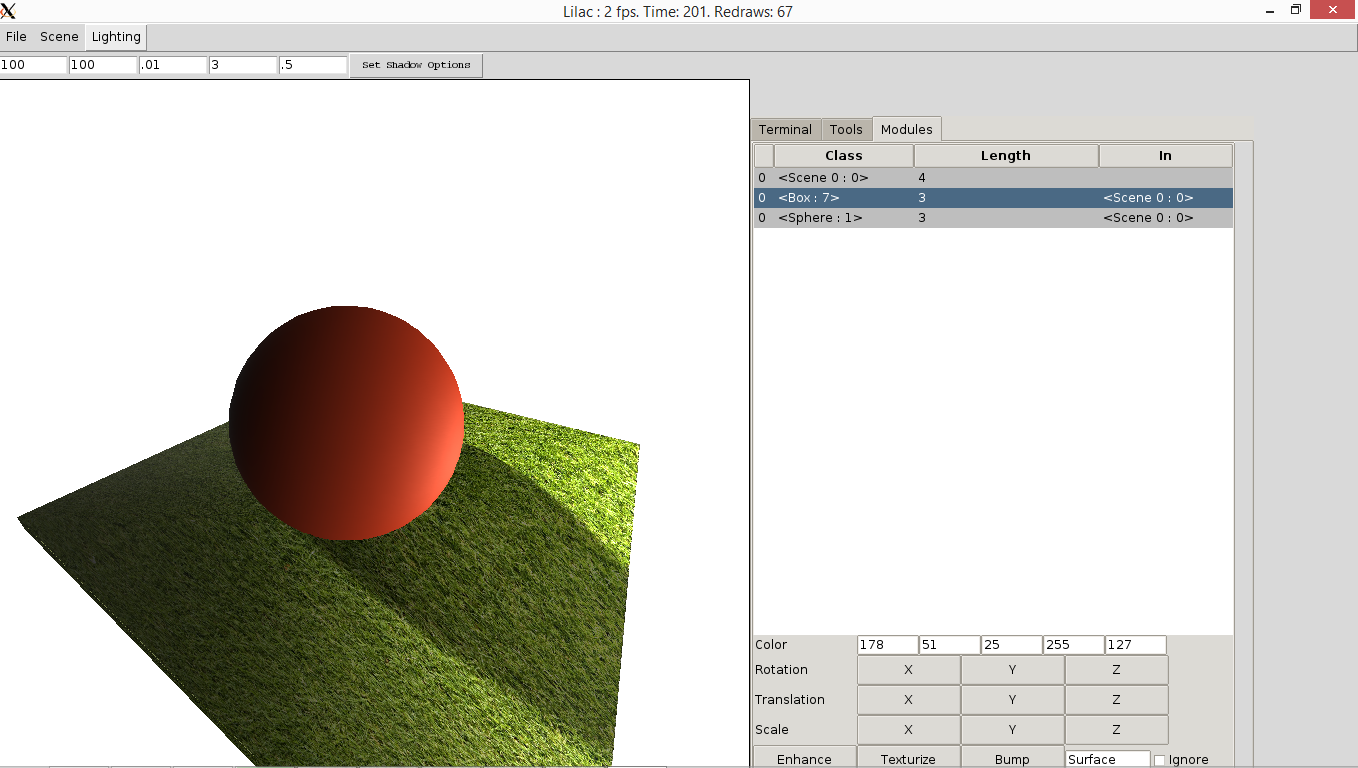 X Lilac : 2 fps. Time: 201. Redraws: 67
File Scene Lighting
100 100 .01 3 .5 Set Shadow Options
Terminal Tools Modules
Class Length In
0 <Scene 0 : 0> 4
0 <Box : 7> 3 <Scene 0 : 0>
0 <Sphere : 1> 3 <Scene 0 : 0>
Color 178 51 25 255 127
Rotation X Y Z
Translation X Y Z
Scale X Y Z
Enhance Texturize Bump Surface Ignore